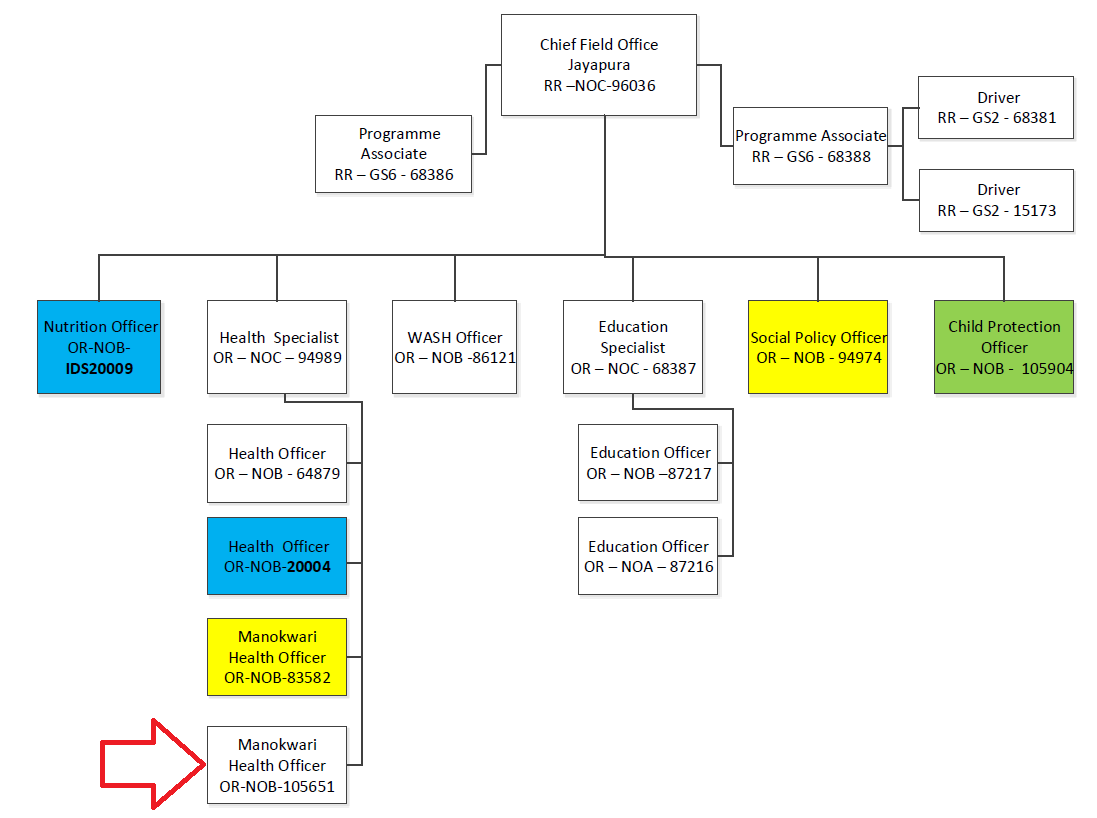 Chief Field Office
Jayapura
RR –NOC-96036
Programme
Associate
RR – GS6 - 68386
Programme Associate
RR – GS6 - 68388
Driver
RR – GS2 - 68381
Driver
RR – GS2 - 15173
Nutrition Officer
OR-NOB-
IDS20009
Health Specialist
OR – NOC – 94989
WASH Officer
OR – NOB -86121
Education
Specialist
OR – NOC - 68387
Social Policy Officer
OR – NOB - 94974
Child Protection
Officer
OR – NOB - 105904
Health Officer
OR – NOB - 64879
Health Officer
OR-NOB-20004
Manokwari
Health Officer
OR-NOB-83582
Manokwari
Health Officer
OR-NOB-105651
Education Officer
OR – NOB –87217
Education Officer
OR – NOA – 87216